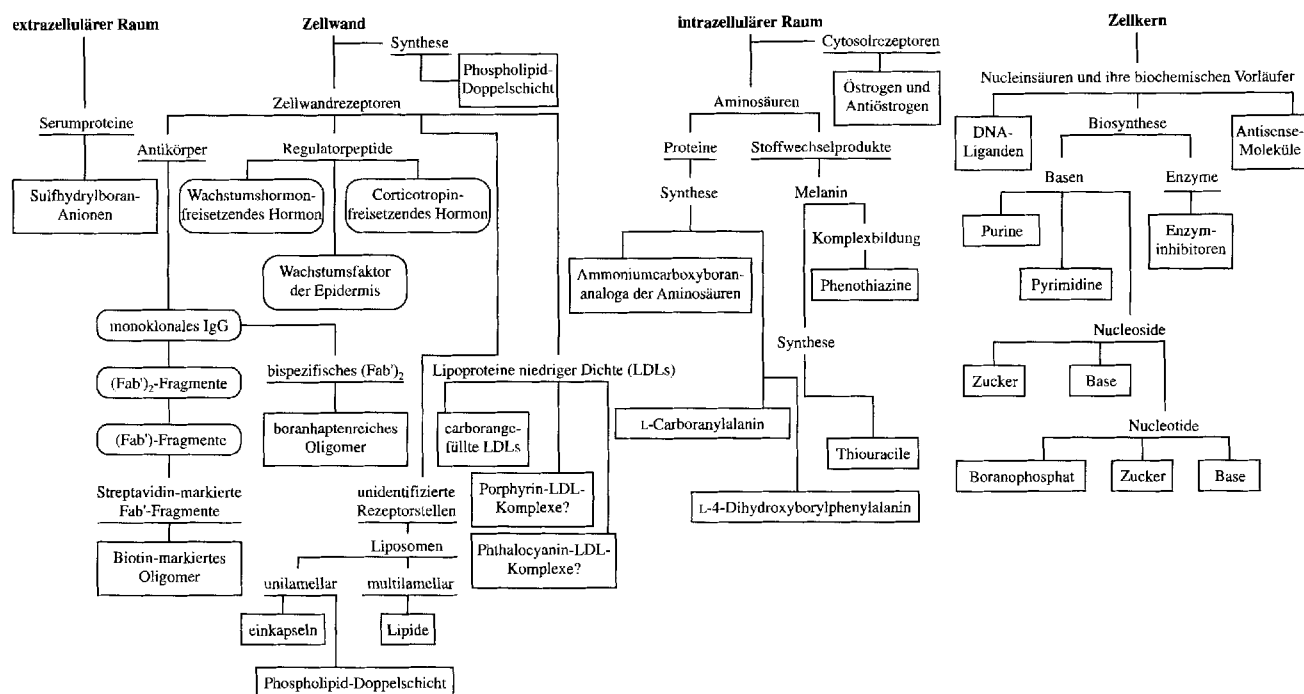 extrazellulärer Raum
Serumproteine
Sulfhydrylboran-
Anionen
Zellwand
Synthese
Phospholipid-
Doppelschicht
Zellwandrezeptoren
Antikörper
Regulatorpeptide
Wachstumshormon-
freisetzendes Hormon
Corticotropin-
freisetzendes Hormon
Wachstumsfaktor
der Epidermis
monoklonales IgG
(Fab')2-Fragmente
(Fab')-Fragmente
Streptavidin-markierte
Fab'-Fragmente
Biotin-markiertes
Oligomer
bispezifisches (Fab')2
boranhaptenreiches
Oligomer
Lipoproteine niedriger Dichte (LDLs)
carborange-
füllte LDLs
Porphyrin-LDL-
Komplexe?
Phthalocyanin-LDL-
Komplexe?
unidentifizierte
Rezeptorstellen
Liposomen
unilamellar
multilamellar
einkapseln
Lipide
Phospholipid-Doppelschicht
intrazellulärer Raum
Cytosolrezeptoren
Östrogen und
Antiöstrogen
Aminosäuren
Proteine
Stoffwechselprodukte
Synthese
Melanin
Komplexbildung
Ammoniumcarboxyboran-
analoga der Aminosäuren
Phenothiazine
Synthese
L-Carboranylalanin
Thiouracile
L-4-Dihydroxyborylphenylalanin
Zellkern
Nucleinsäuren und ihre biochemischen Vorläufer
DNA-
Liganden
Biosynthese
Antisense-
Moleküle
Basen
Enzyme
Purine
Enzym-
inhibitoren
Pyrimidine
Nucleoside
Zucker
Base
Nucleotide
Boranophosphat
Zucker
Base